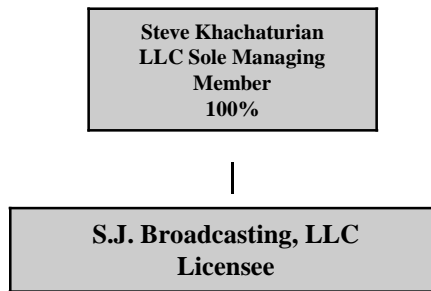 Steve Khachaturian
LLC Sole Managing
Member
100%
S.J. Broadcasting, LLC
Licensee